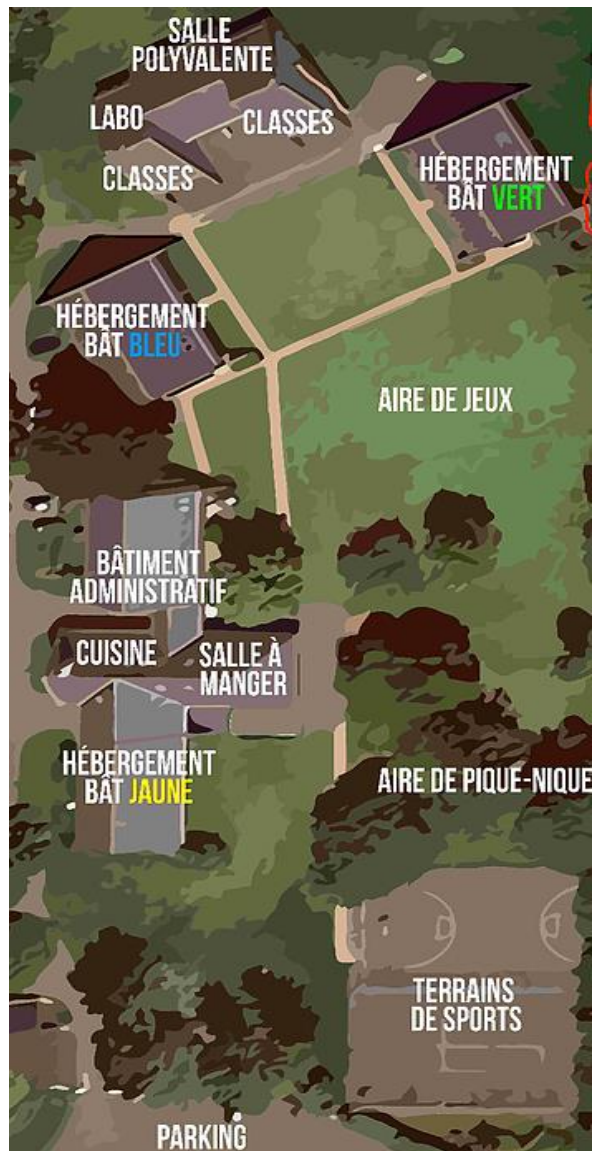 SALLE
POLYVALENTE
LABO
CLASSES
CLASSES
HÉBERGEMENT
BÂT VERT
HÉBERGEMENT
BÂT BLEU
AIRE DE JEUX
BÂTIMENT
ADMINISTRATIF
CUISINE
SALLE À
MANGER
HÉBERGEMENT
BÂT JAUNE
AIRE DE PIQUE-NIQUE
TERRAINS
DE SPORTS
PARKING